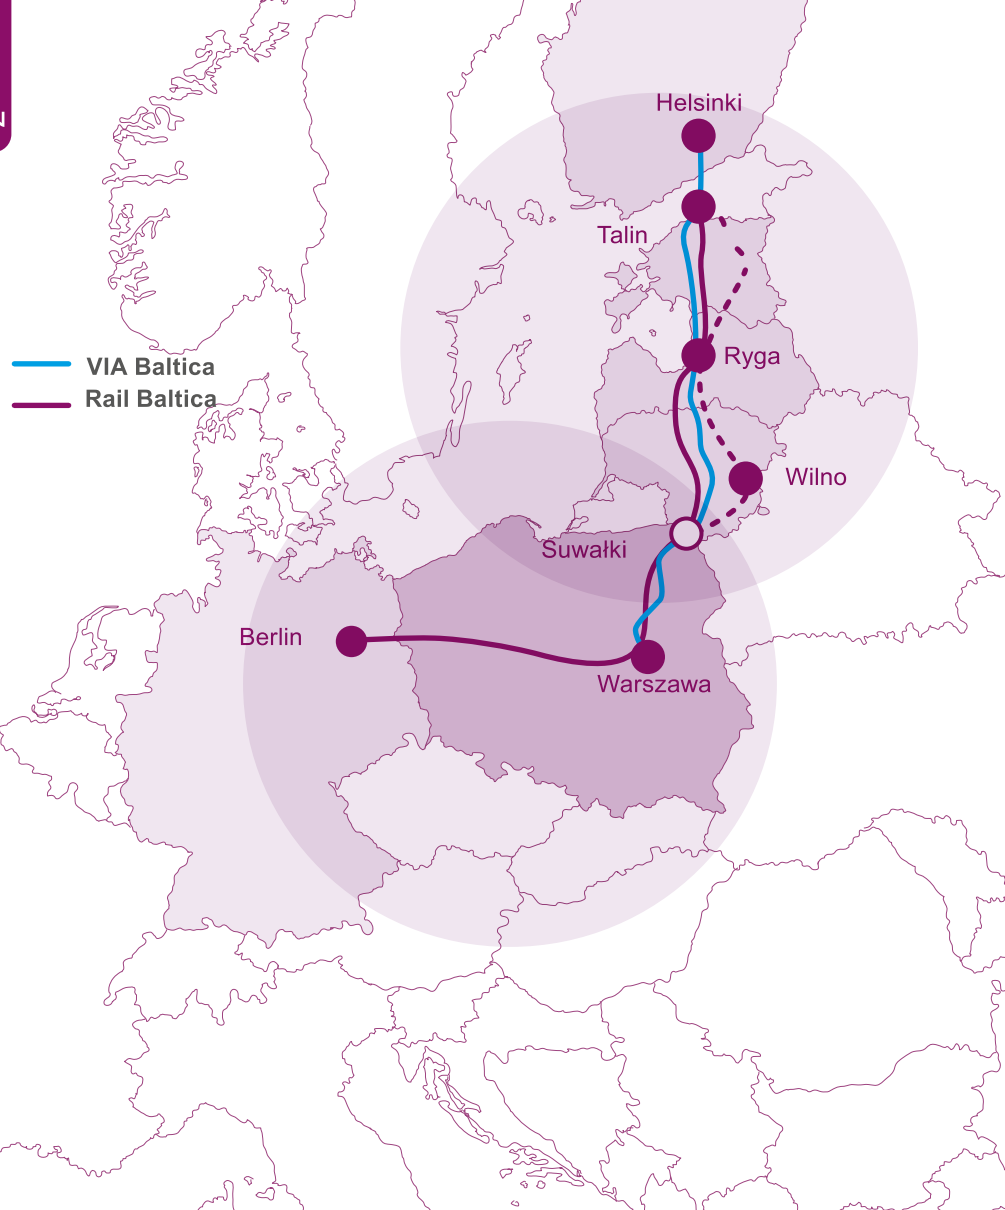 Helsinki
Talin
VIA Baltica
Rail Baltica
Ryga
Wilno
Suwałki
Berlin
Warszawa